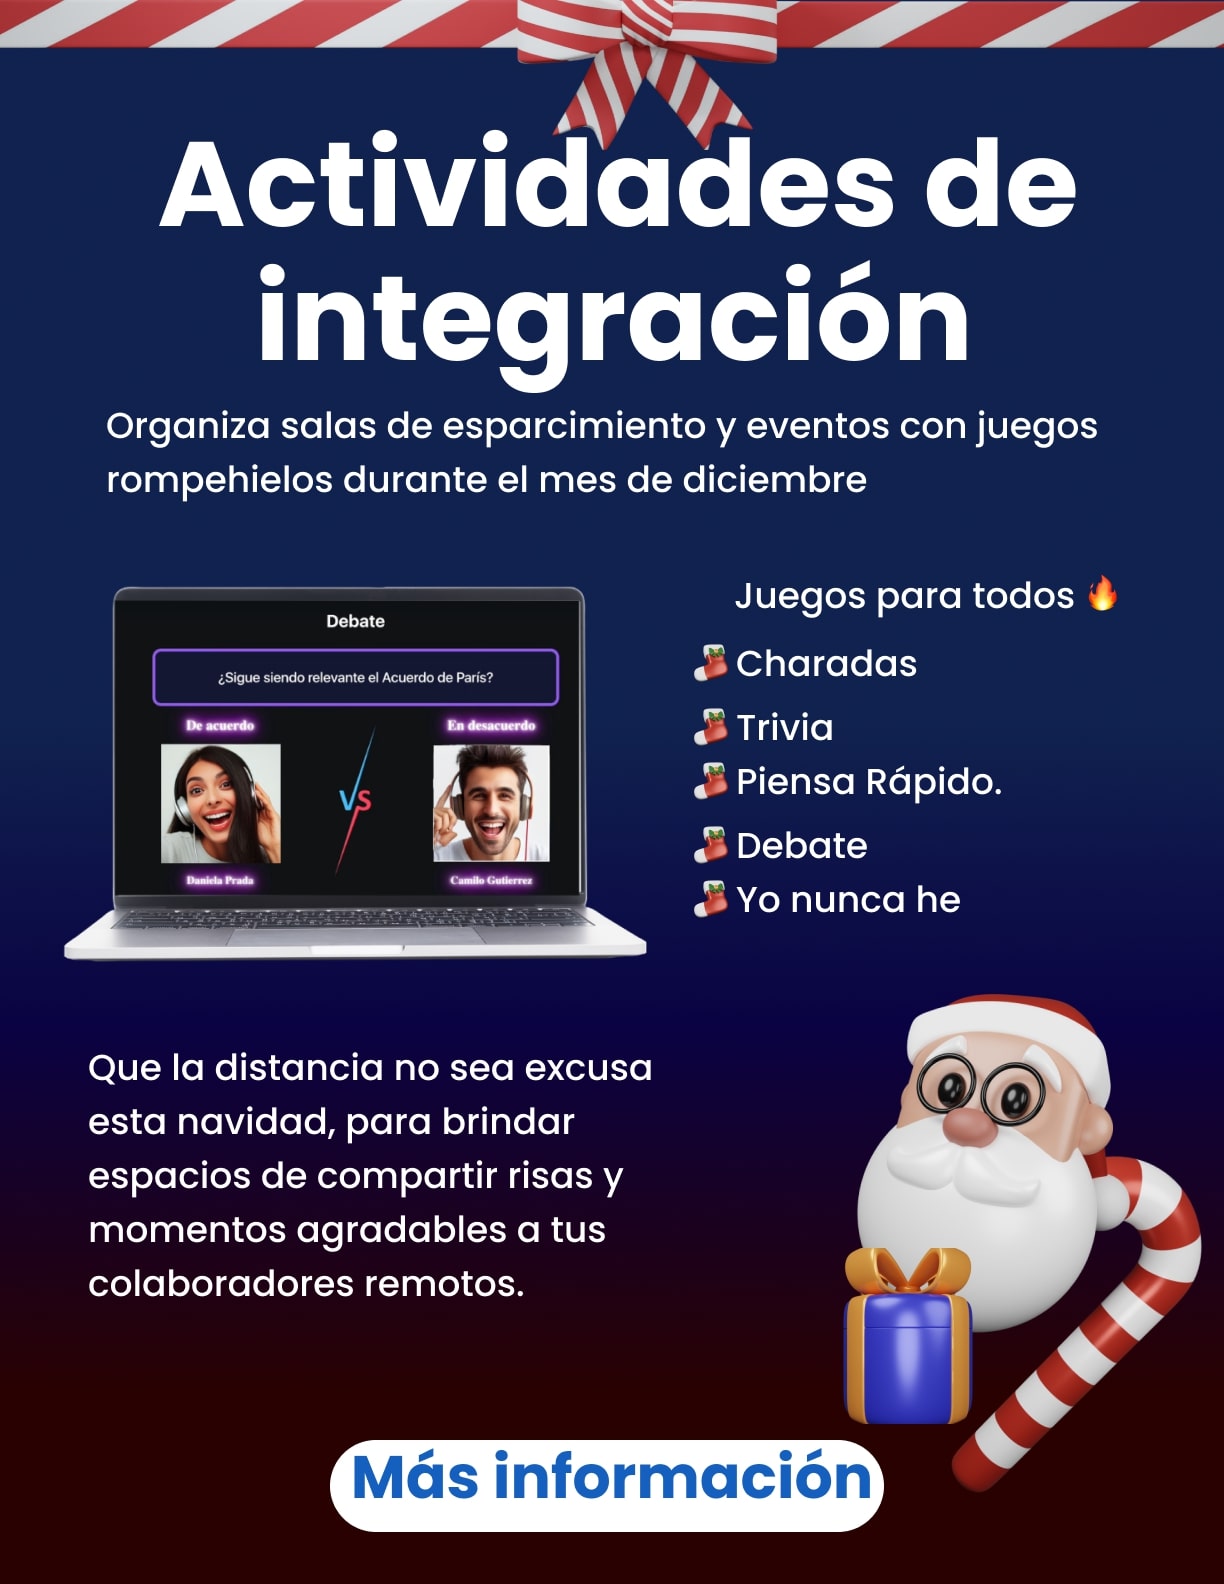 Actividades de
integración
Organiza salas de esparcimiento y eventos con juegos
rompehielos durante el mes de diciembre
Debate
¿Sigue siendo relevante el Acuerdo de París?
De acuerdo
En desacuerdo
VS
Daniela Prada
Camilo Gutierrez
Juegos para todos 🔥
Charadas
Trivia
Piensa Rápido.
Debate
Yo nunca he
Que la distancia no sea excusa
esta navidad, para brindar
espacios de compartir risas y
momentos agradables a tus
colaboradores remotos.
Más información